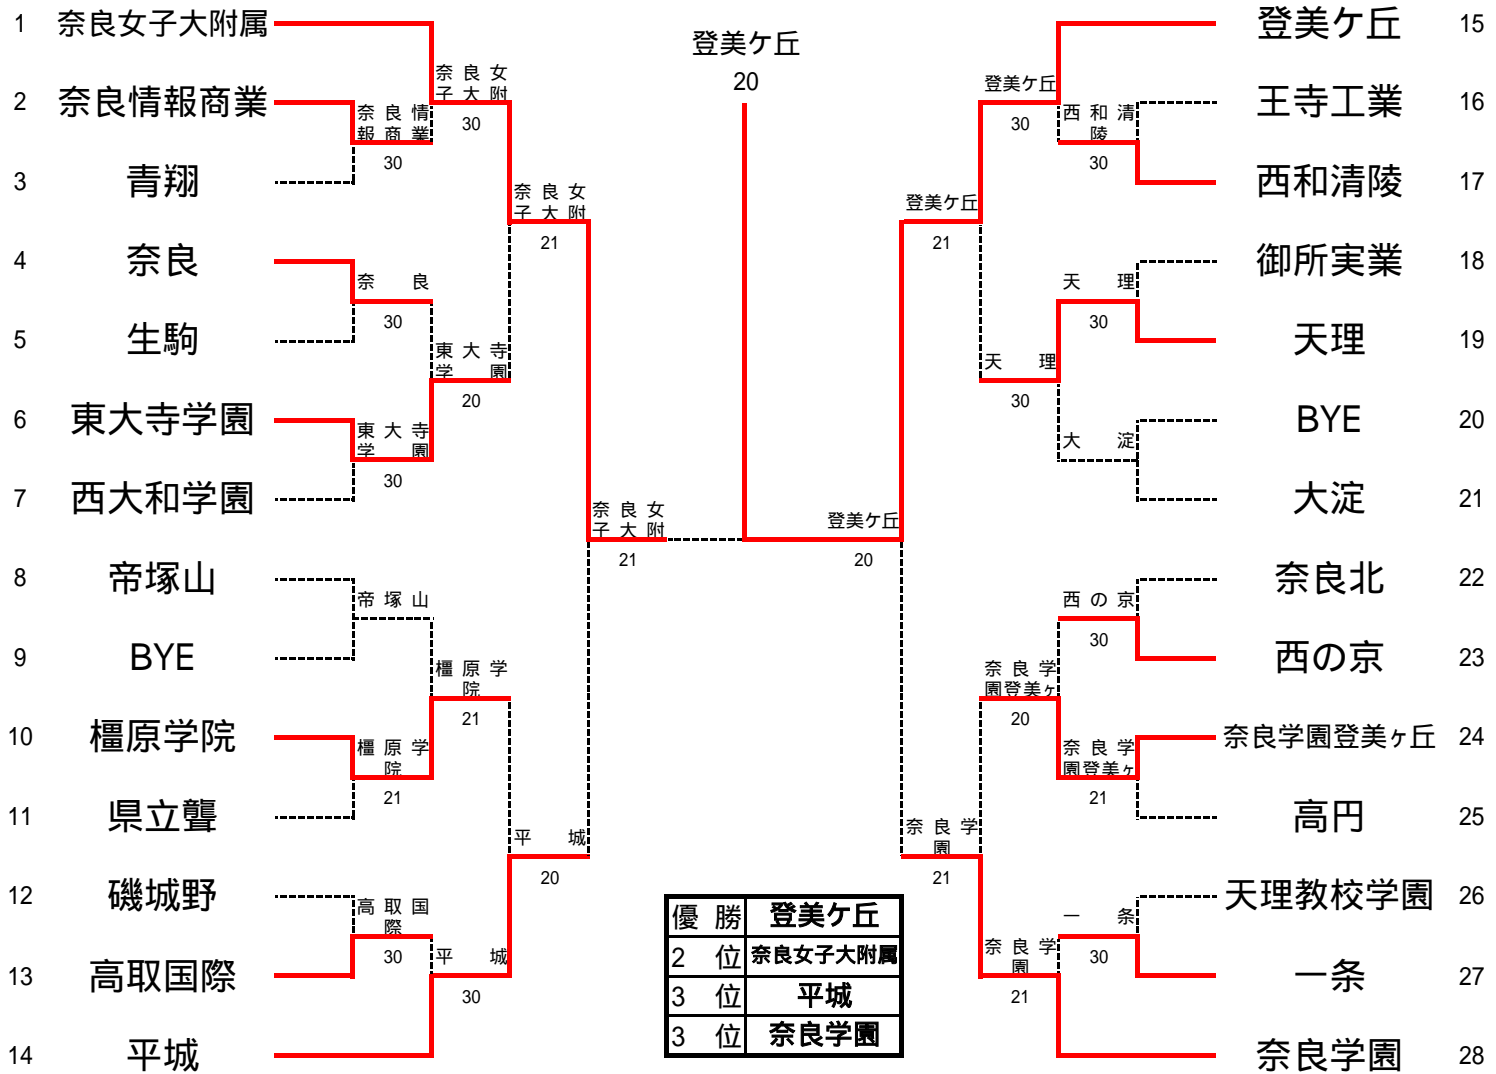 1 奈良女子大附属
2 奈良情報商業
3 青翔
4 奈良
5 生駒
6 東大寺学園
7 西大和学園
8 帝塚山
9 BYE
10 橿原学院
11 県立聾
12 磯城野
13 高取国際
14 平城
奈良情
報商業
30
奈良
30
東大寺
学園
30
帝塚山
橿原学
院
21
高取国
際
30
奈良女
子大附
30
東大寺
学園
20
橿原学
院
21
平城
30
奈良女
子大附
21
平城
20
奈良女
子大附
21
登美ケ丘
20
登美ケ丘
20
登美ケ丘
21
奈良学
園
21
登美ケ丘
30
天理
30
奈良学
園登美ヶ
20
奈良学
園
21
西和清
陵
30
天理
30
大淀
西の京
30
奈良学
園登美ヶ
21
一条
30
登美ケ丘 15
王寺工業 16
西和清陵 17
御所実業 18
天理 19
BYE 20
大淀 21
奈良北 22
西の京 23
奈良学園登美ヶ丘 24
高円 25
天理教校学園 26
一条 27
奈良学園 28
優勝 登美ケ丘
2位 奈良女子大附属
3位 平城
3位 奈良学園